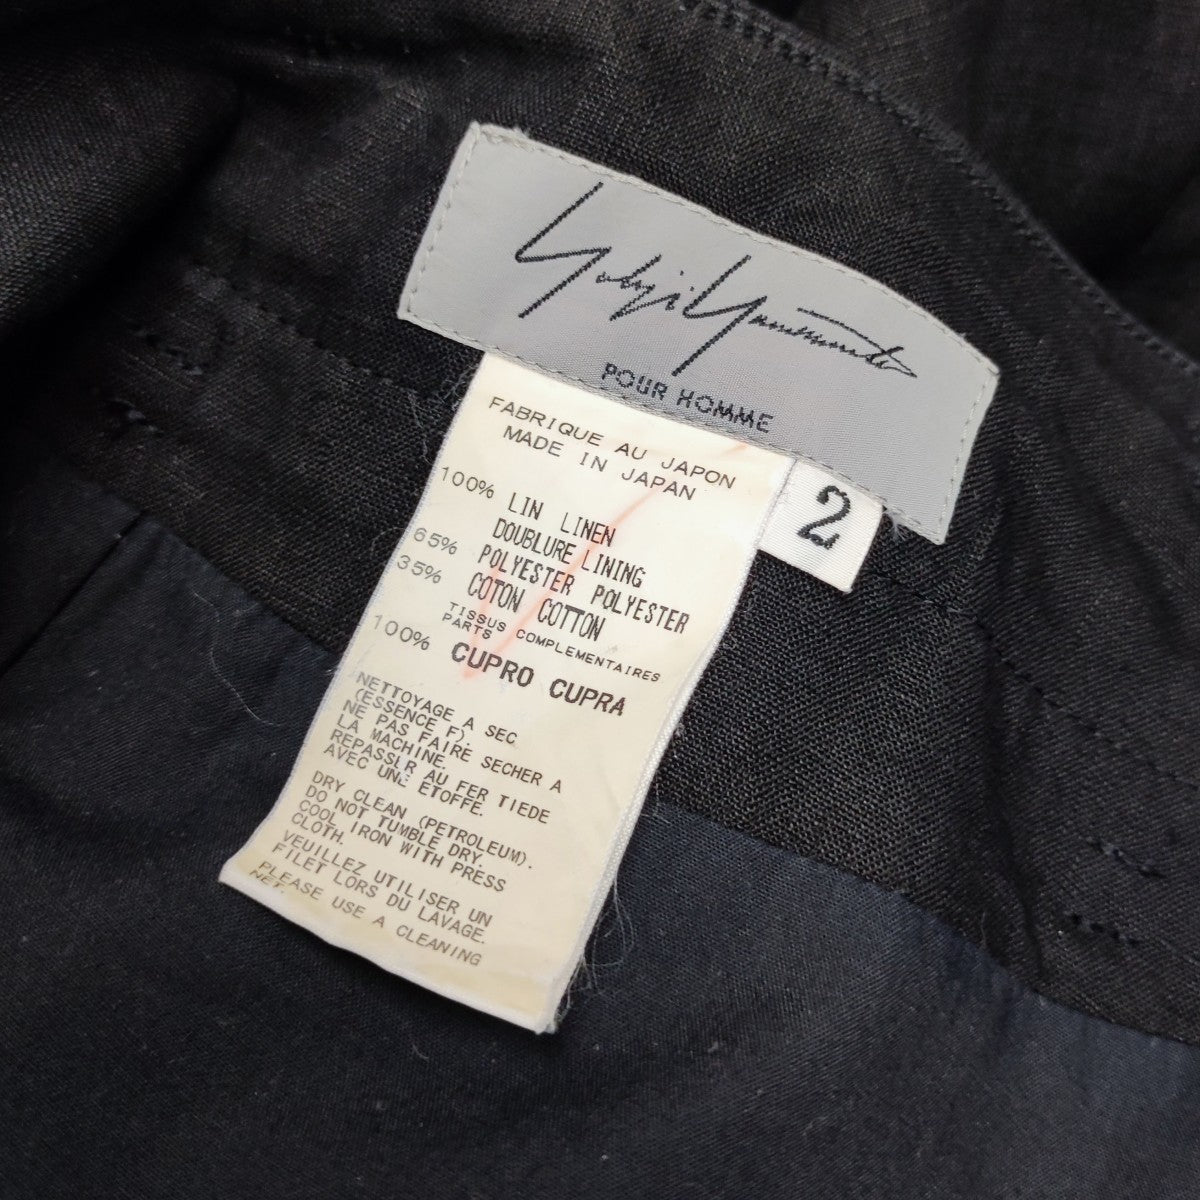 Yohji Yamamoto
POUR HOMME
2
FABRIQUE AU JAPON
MADE IN JAPAN
100% LIN LINEN
DOUBLURE LINING
65% POLYESTER POLYESTER
35% COTON COTTON
TISSUS COMPLEMENTAIRES
PARTS
100% CUPRO CUPRA
NETTOYAGE A SEC
(ESSENCE F).
NE PAS FAIRE SECHER A
LA MACHINE.
REPASSER AU FER TIEDE
AVEC UNE ETOFFE.
DRY CLEAN (PETROLEUM).
DO NOT TUMBLE DRY.
COOL IRON WITH PRESS
CLOTH.
VEUILLEZ UTILISER UN
FILET LORS DU LAVAGE.
PLEASE USE A CLEANING
NET.